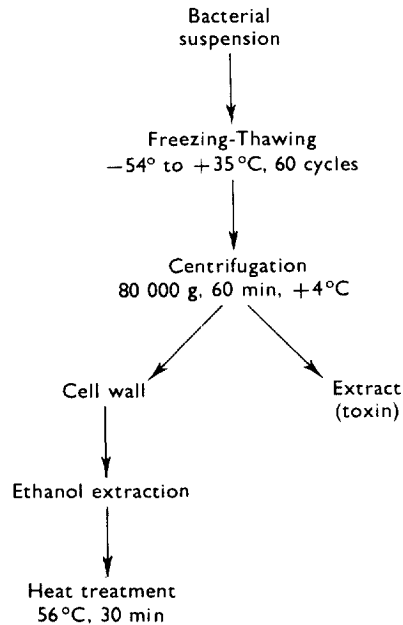 Bacterial
suspension
Freezing-Thawing
−54° to +35°C, 60 cycles
Centrifugation
80 000 g, 60 min, +4°C
Cell wall
Extract
(toxin)
Ethanol extraction
Heat treatment
56°C, 30 min